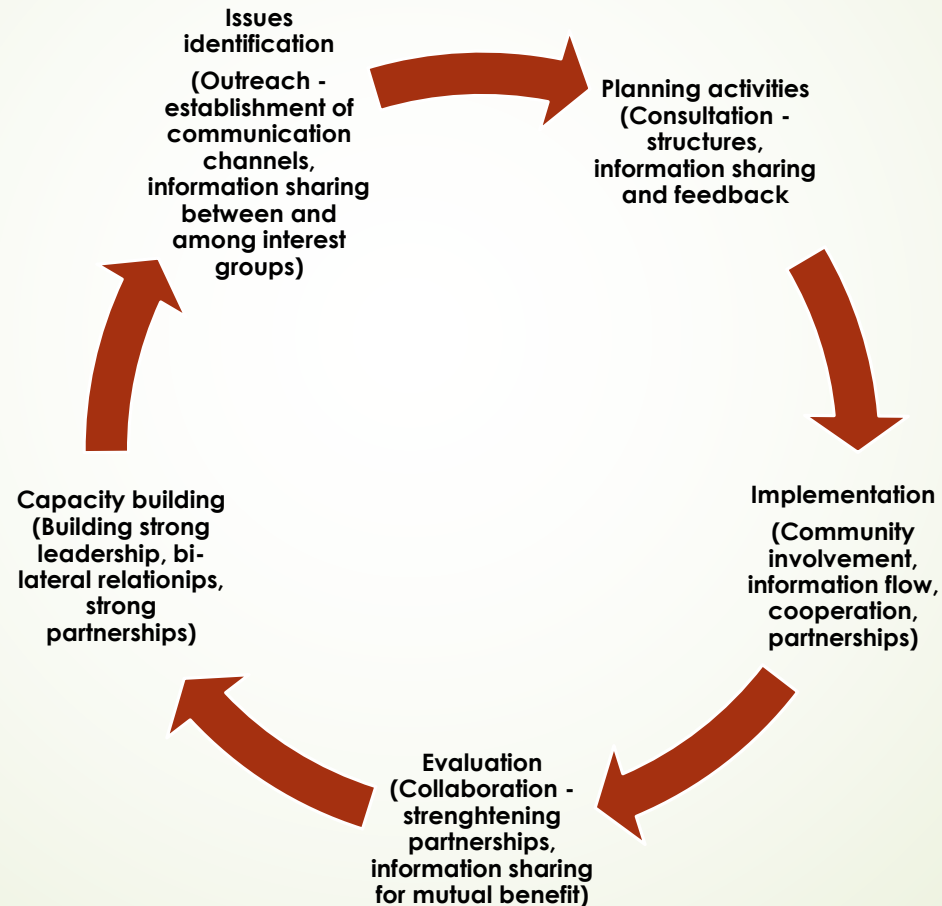 Issues
identification
(Outreach -
establishment of
communication
channels,
information sharing
between and
among interest
groups)
Planning activities
(Consultation -
structures,
information sharing
and feedback
Implementation
(Community
involvement,
information flow,
cooperation,
partnerships)
Evaluation
(Collaboration -
strenghtening
partnerships,
information sharing
for mutual benefit)
Capacity building
(Building strong
leadership, bi-
lateral relationips,
strong
partnerships)